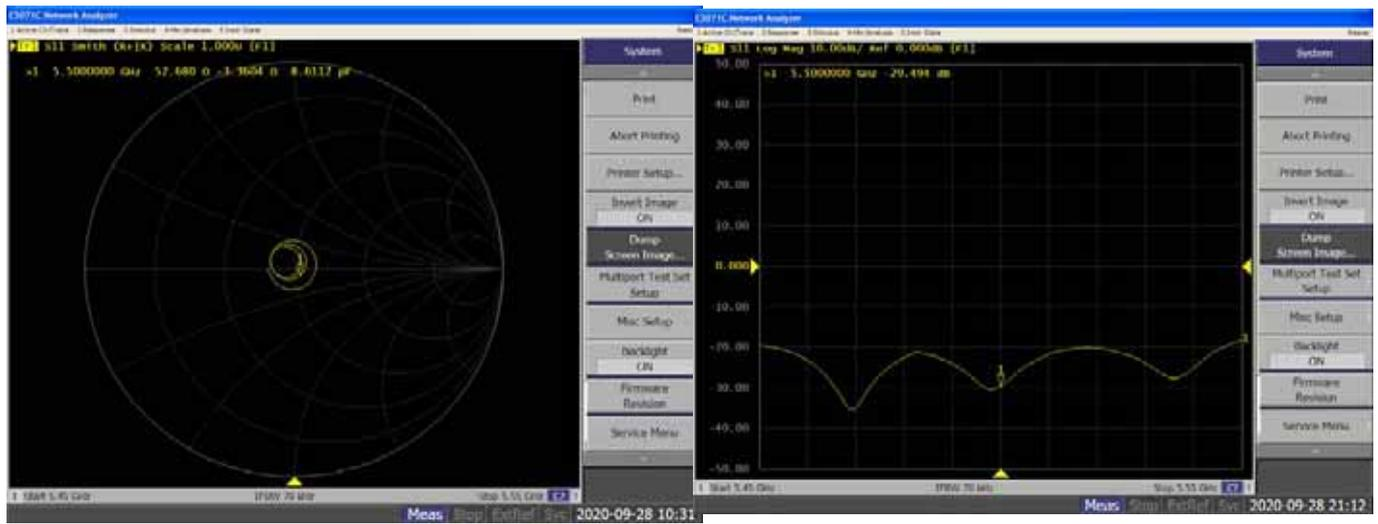 E5071C Network Analyzer
Tr1 S11 Smith (R+jX) Scale 1.000U [F1]
>1 5.5000000 GHz 52.680 Ω
System
Print
Abort Printing
Printer Setup...
Invert Image
ON
Dump
Screen Image...
Multiport Test Set
Setup
Misc Setup
Backlight
ON
Firmware
Revision
Service Menu
1 Start 5.45 GHz IFBW 70 kHz Stop 5.55 GHz
Meas Stop ExtRef Svc 2020-09-28 10:31
E5071C Network Analyzer
Tr1 S11 Log Mag 10.00dB/ Ref 0.000dB [F1]
50.00
>1 5.5000000 GHz -29.494 dB
40.00
30.00
20.00
10.00
0.000
-10.00
-20.00
-30.00
-40.00
-50.00
1
System
Print
Abort Printing
Printer Setup...
Invert Image
ON
Dump
Screen Image...
Multiport Test Set
Setup
Misc Setup
Backlight
ON
Firmware
Revision
Service Menu
1 Start 5.45 GHz IFBW 70 kHz Stop 5.55 GHz
Meas Stop ExtRef Svc 2020-09-28 21:12